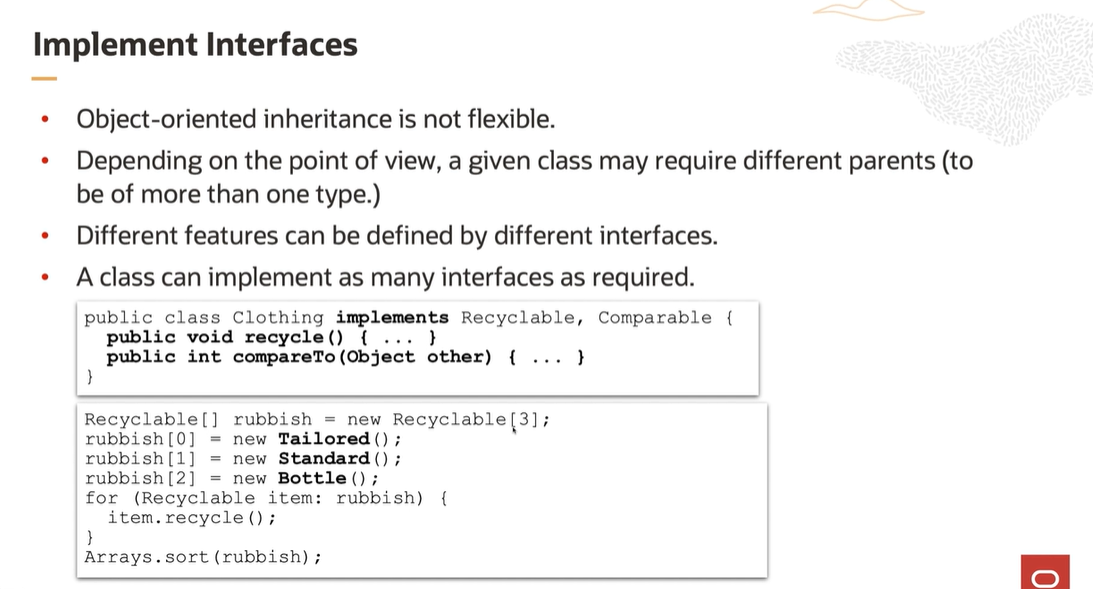 Implement Interfaces
• Object-oriented inheritance is not flexible.
• Depending on the point of view, a given class may require different parents (to
be of more than one type.)
• Different features can be defined by different interfaces.
• A class can implement as many interfaces as required.
public class Clothing implements Recyclable, Comparable {
  public void recycle() { ... }
  public int compareTo(Object other) { ... }
}
Recyclable[] rubbish = new Recyclable[3];
rubbish[0] = new Tailored();
rubbish[1] = new Standard();
rubbish[2] = new Bottle();
for (Recyclable item: rubbish) {
  item.recycle();
}
Arrays.sort(rubbish);